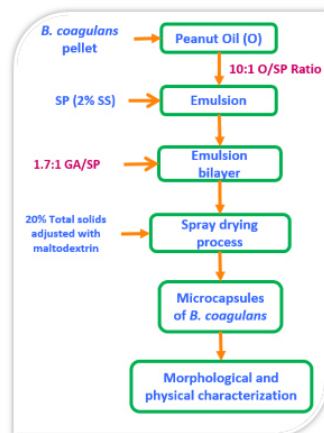 B. coagulans
pellet
Peanut Oil (O)
10:1 O/SP Ratio
SP (2% SS)
Emulsion
1.7:1 GA/SP
Emulsion
bilayer
20% Total solids
adjusted with
maltodextrin
Spray drying
process
Microcapsules
of B. coagulans
Morphological and
physical characterization